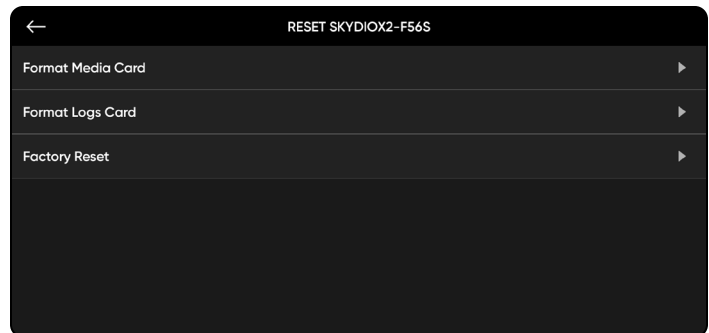 RESET SKYDIOX2-F56S
Format Media Card
Format Logs Card
Factory Reset